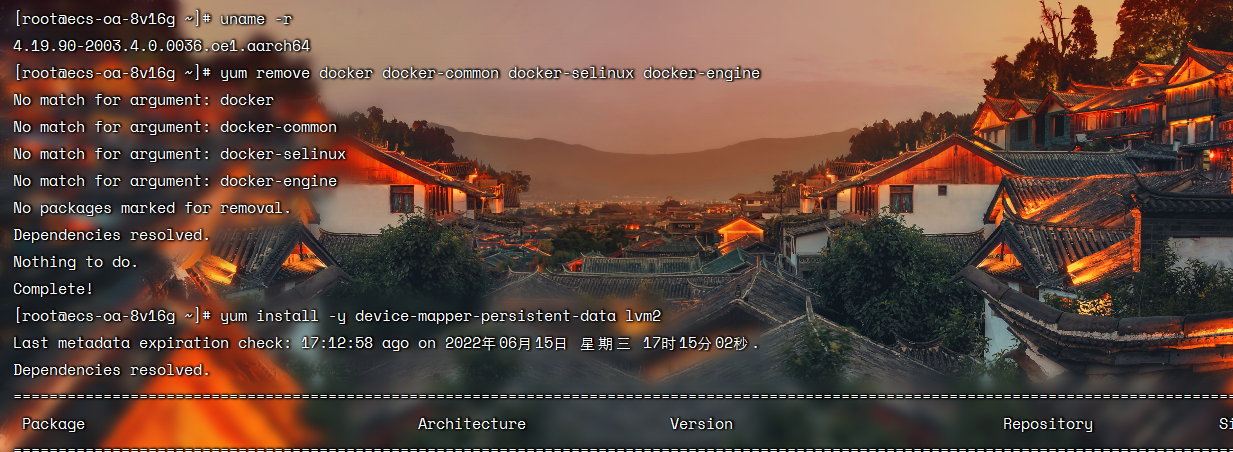 [root@ecs-oa-8v16g ~]# uname -r
4.19.90-2003.4.0.0036.oe1.aarch64
[root@ecs-oa-8v16g ~]# yum remove docker docker-common docker-selinux docker-engine
No match for argument: docker
No match for argument: docker-common
No match for argument: docker-selinux
No match for argument: docker-engine
No packages marked for removal.
Dependencies resolved.
Nothing to do.
Complete!
[root@ecs-oa-8v16g ~]# yum install -y device-mapper-persistent-data lvm2
Last metadata expiration check: 17:12:58 ago on 2022年06月15日 星期三 17时15分02秒.
Dependencies resolved.
Package Architecture Version Repository